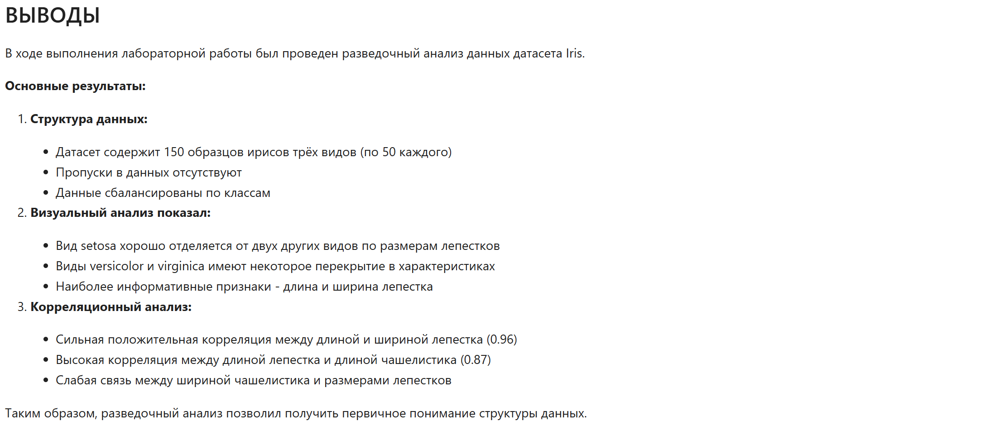 ВЫВОДЫ
В ходе выполнения лабораторной работы был проведен разведочный анализ данных датасета Iris.
Основные результаты:
1. Структура данных:
• Датасет содержит 150 образцов ирисов трёх видов (по 50 каждого)
• Пропуски в данных отсутствуют
• Данные сбалансированы по классам
2. Визуальный анализ показал:
• Вид setosa хорошо отделяется от двух других видов по размерам лепестков
• Виды versicolor и virginica имеют некоторое перекрытие в характеристиках
• Наиболее информативные признаки - длина и ширина лепестка
3. Корреляционный анализ:
• Сильная положительная корреляция между длиной и шириной лепестка (0.96)
• Высокая корреляция между длиной лепестка и длиной чашелистика (0.87)
• Слабая связь между шириной чашелистика и размерами лепестков
Таким образом, разведочный анализ позволил получить первичное понимание структуры данных.